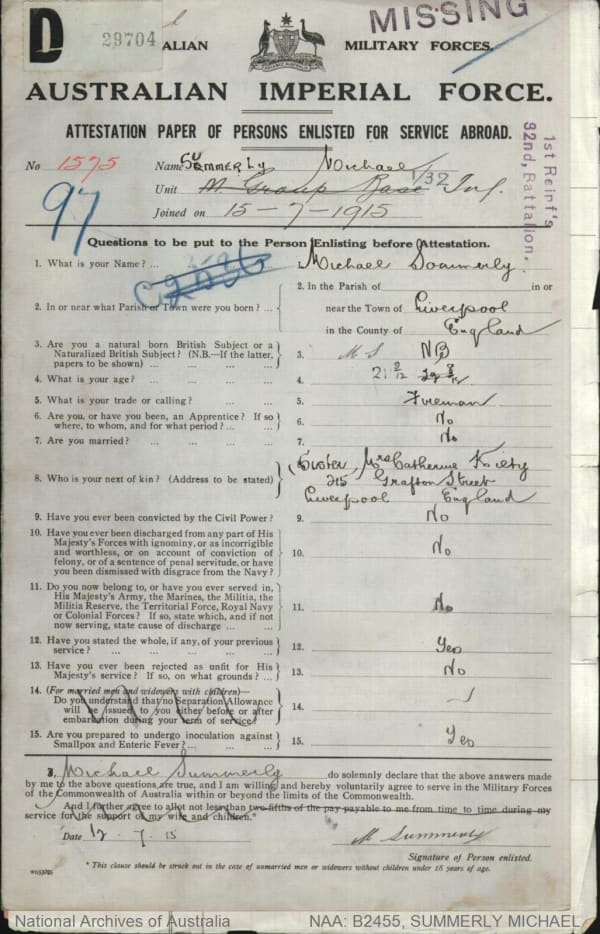 D
29704
ALIAN MILITARY FORCES.
MISSING
AUSTRALIAN IMPERIAL FORCE.
ATTESTATION PAPER OF PERSONS ENLISTED FOR SERVICE ABROAD.
No 1575 Name Summerly Michael
Unit M Group Base 1/32 Inf.
Joined on 15-7-1915
1st Reinf's
32nd, Battalion.
97
Questions to be put to the Person Enlisting before Attestation.
1. What is your Name? ... Michael Soamerly
2. In or near what Parish or Town were you born? ...
2. In the Parish of in or
near the Town of Liverpool
in the County of England
3. Are you a natural born British Subject or a
Naturalized British Subject? (N.B.—If the latter,
papers to be shown) ... 3. NB
4. What is your age? ... 4. 21 2/12
5. What is your trade or calling? ... 5. Fireman
6. Are you, or have you been, an Apprentice? If so
where, to whom, and for what period? ... 6. No
7. Are you married? ... 7. No
8. Who is your next of kin? (Address to be stated)
(Sister, Mrs Catherine Kielty
215 Grafton Street
Liverpool England
9. Have you ever been convicted by the Civil Power? 9. No
10. Have you ever been discharged from any part of His
Majesty's Forces with ignominy, or as incorrigible
and worthless, or on account of conviction of
felony, or of a sentence of penal servitude, or have
you been dismissed with disgrace from the Navy? 10. No
11. Do you now belong to, or have you ever served in,
His Majesty's Army, the Marines, the Militia, the
Militia Reserve, the Territorial Force, Royal Navy
or Colonial Forces? If so, state which, and if not
now serving, state cause of discharge ... 11. No
12. Have you stated the whole, if any, of your previous
service? ... 12. Yes
13. Have you ever been rejected as unfit for His
Majesty's service? If so, on what grounds? ... 13. No
14. (For married men and widowers with children)—
Do you understand that no Separation Allowance
will be issued to you either before or after
embarkation during your term of service? 14.
15. Are you prepared to undergo inoculation against
Smallpox and Enteric Fever? ... 15. Yes
I, Michael Summerly do solemnly declare that the above answers made
by me to the above questions are true, and I am willing and hereby voluntarily agree to serve in the Military Forces
of the Commonwealth of Australia within or beyond the limits of the Commonwealth.
And I further agree to allot not less than two-fifths of the pay payable to me from time to time during my
service for the support of my wife and children.*
Date 12-7-15 M Summerly
Signature of Person enlisted.
* This clause should be struck out in the case of unmarried men or widowers without children under 18 years of age.
National Archives of Australia NAA: B2455, SUMMERLY MICHAEL